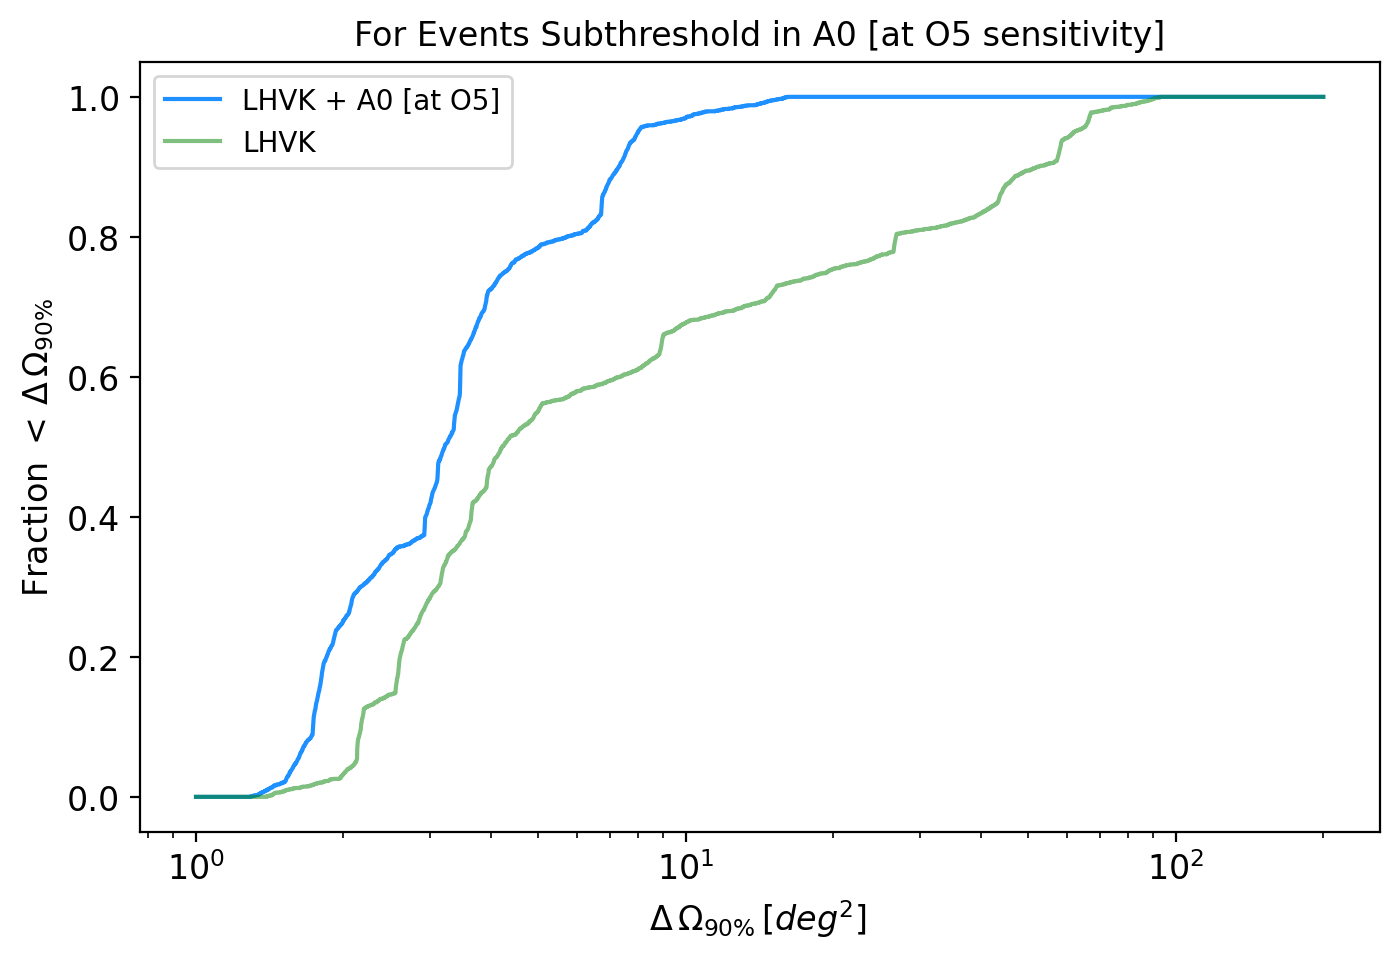 For Events Subthreshold in A0 [at O5 sensitivity]
LHVK + A0 [at O5]
LHVK
Fraction < ΔΩ90%
1.0
0.8
0.6
0.4
0.2
0.0
10⁰ 10¹ 10²
Δ Ω90% [deg²]